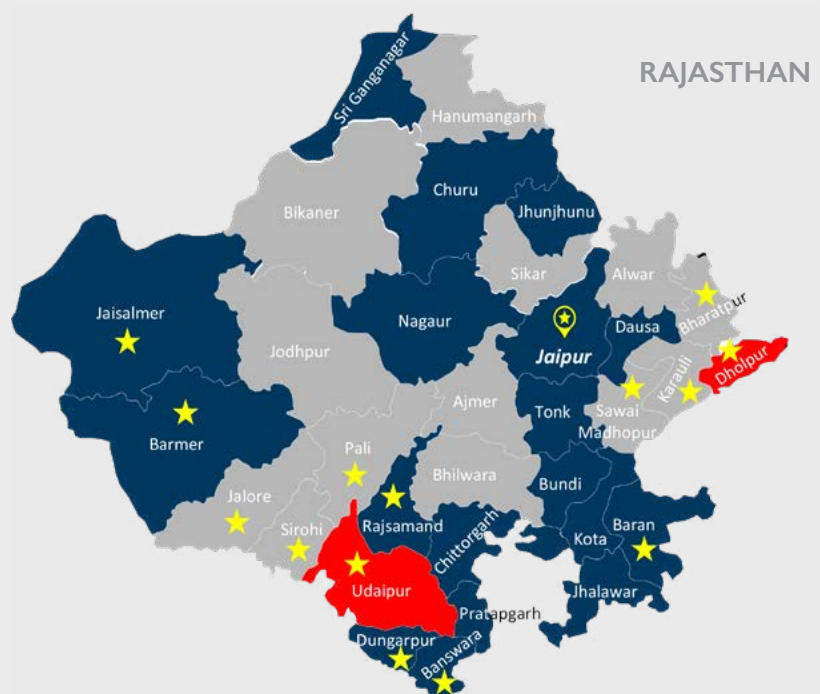 RAJASTHAN
Sri Ganganagar
Hanumangarh
Churu
Jhunjhunu
Bikaner
Sikar
Alwar
Bharatpur
Jaisalmer
Nagaur
Dausa
Jodhpur
Jaipur
Dholpur
Karauli
Ajmer
Tonk
Sawai
Madhopur
Barmer
Pali
Bhilwara
Bundi
Jalore
Sirohi
Rajsamand
Chittorgarh
Kota
Baran
Udaipur
Jhalawar
Pratapgarh
Dungarpur
Banswara